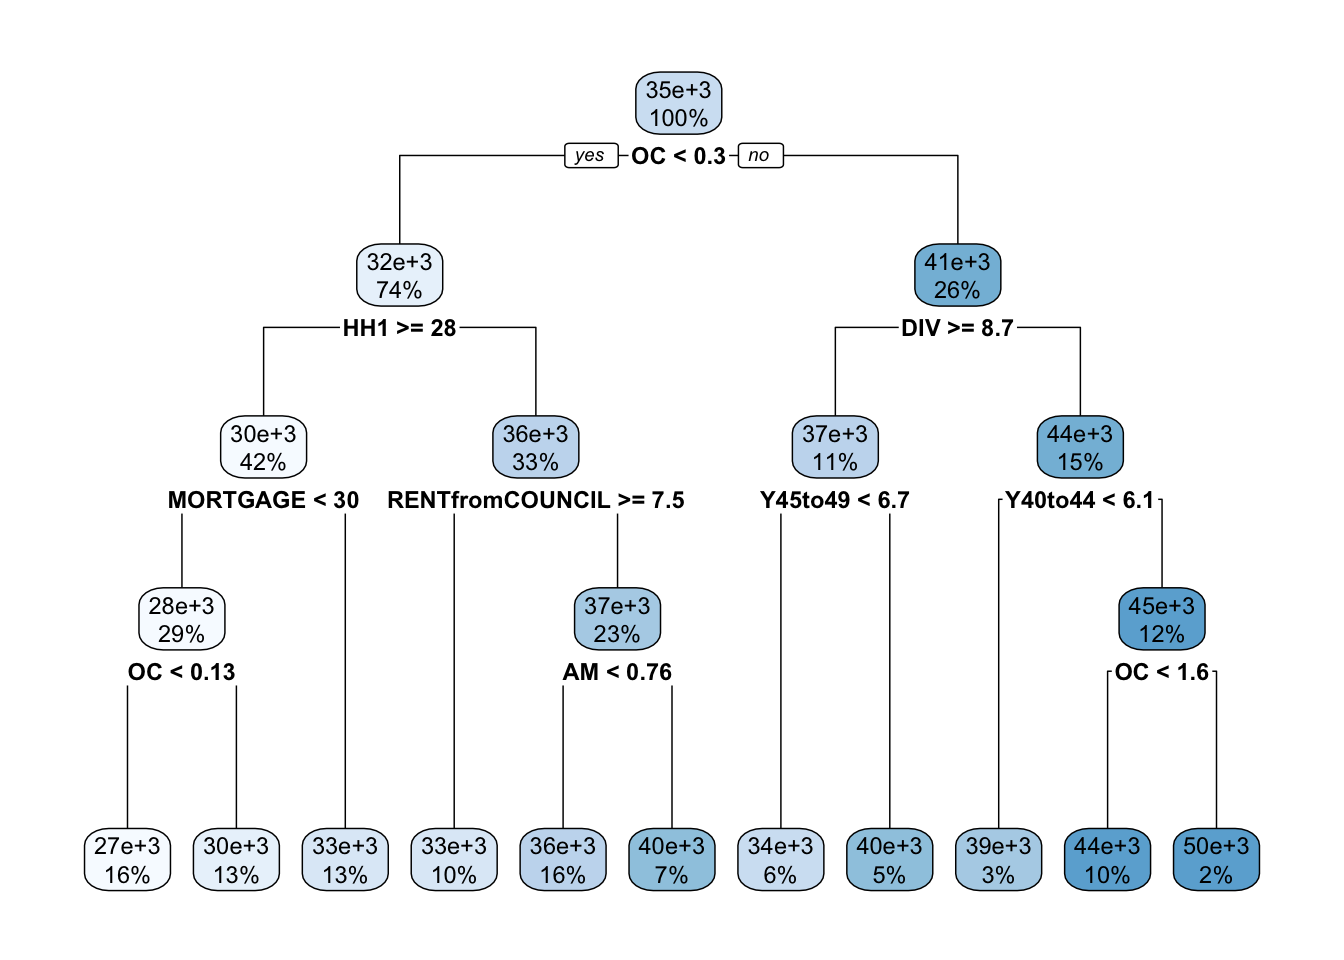 35e+3
100%
yes OC < 0.3 no
32e+3
74%
41e+3
26%
HH1 >= 28
DIV >= 8.7
30e+3
42%
36e+3
33%
37e+3
11%
44e+3
15%
MORTGAGE < 30
RENTfromCOUNCIL >= 7.5
Y45to49 < 6.7
Y40to44 < 6.1
28e+3
29%
37e+3
23%
45e+3
12%
OC < 0.13
AM < 0.76
OC < 1.6
27e+3
16%
30e+3
13%
33e+3
13%
33e+3
10%
36e+3
16%
40e+3
7%
34e+3
6%
40e+3
5%
39e+3
3%
44e+3
10%
50e+3
2%